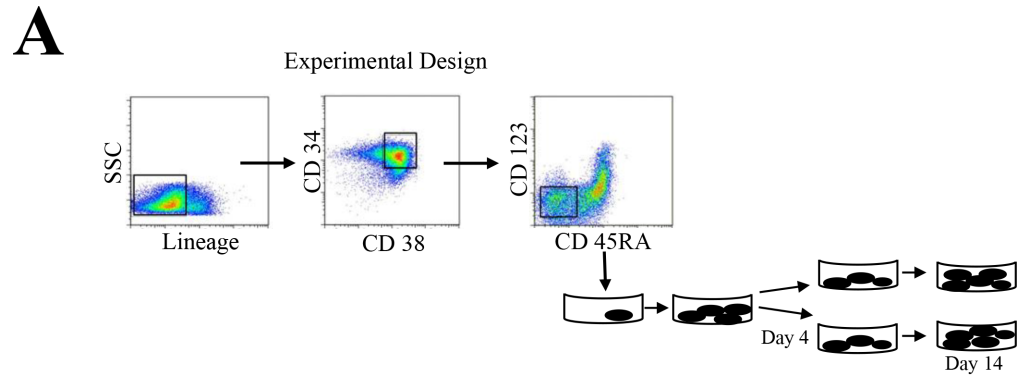 A
Experimental Design
SSC
Lineage
CD 34
CD 38
CD 123
CD 45RA
Day 4
Day 14